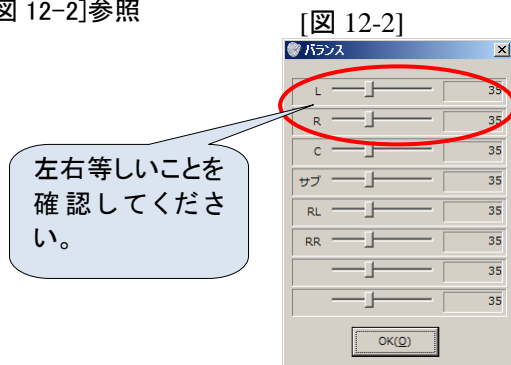 図 12-2]参照
[図 12-2]
バランス
L 35
R 35
C 35
サブ 35
RL 35
RR 35
35
35
OK(O)
左右等しいことを
確認してくださ
い。